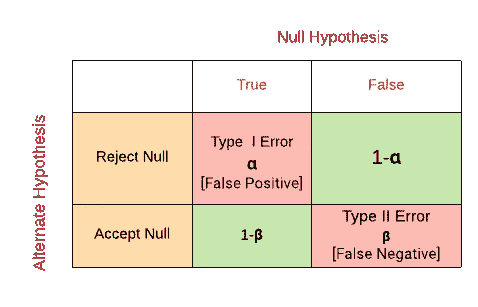 Null Hypothesis
True
False
Alternate Hypothesis
Reject Null
Type I Error
α
[False Positive]
1-α
Accept Null
1-β
Type II Error
β
[False Negative]